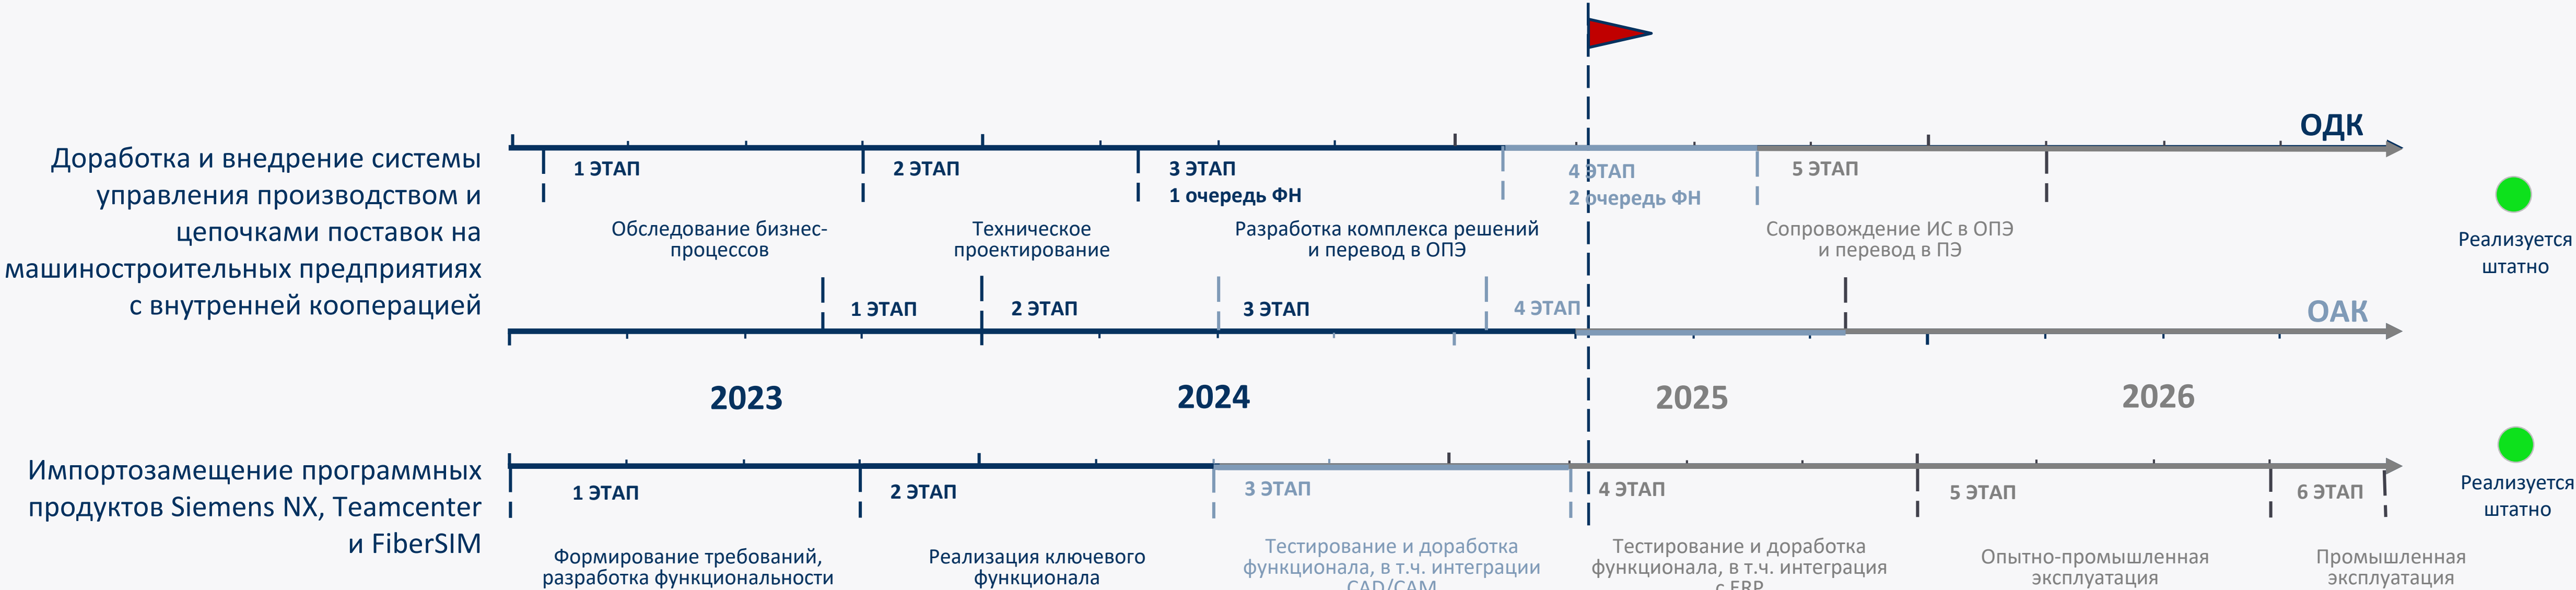 ОДК
Доработка и внедрение системы
управления производством и
цепочками поставок на
машиностроительных предприятиях
с внутренней кооперацией
1 ЭТАП
2 ЭТАП
3 ЭТАП
1 очередь ФН
4 ЭТАП
2 очередь ФН
5 ЭТАП
Обследование бизнес-
процессов
Техническое
проектирование
Разработка комплекса решений
и перевод в ОПЭ
Сопровождение ИС в ОПЭ
и перевод в ПЭ
Реализуется
штатно
1 ЭТАП
2 ЭТАП
3 ЭТАП
4 ЭТАП
ОАК
2023
2024
2025
2026
Импортозамещение программных
продуктов Siemens NX, Teamcenter
и FiberSIM
1 ЭТАП
2 ЭТАП
3 ЭТАП
4 ЭТАП
5 ЭТАП
6 ЭТАП
Реализуется
штатно
Формирование требований,
разработка функциональности
Реализация ключевого
функционала
Тестирование и доработка
функционала, в т.ч. интеграции
CAD/CAM
Тестирование и доработка
функционала, в т.ч. интеграция
с ERP
Опытно-промышленная
эксплуатация
Промышленная
эксплуатация